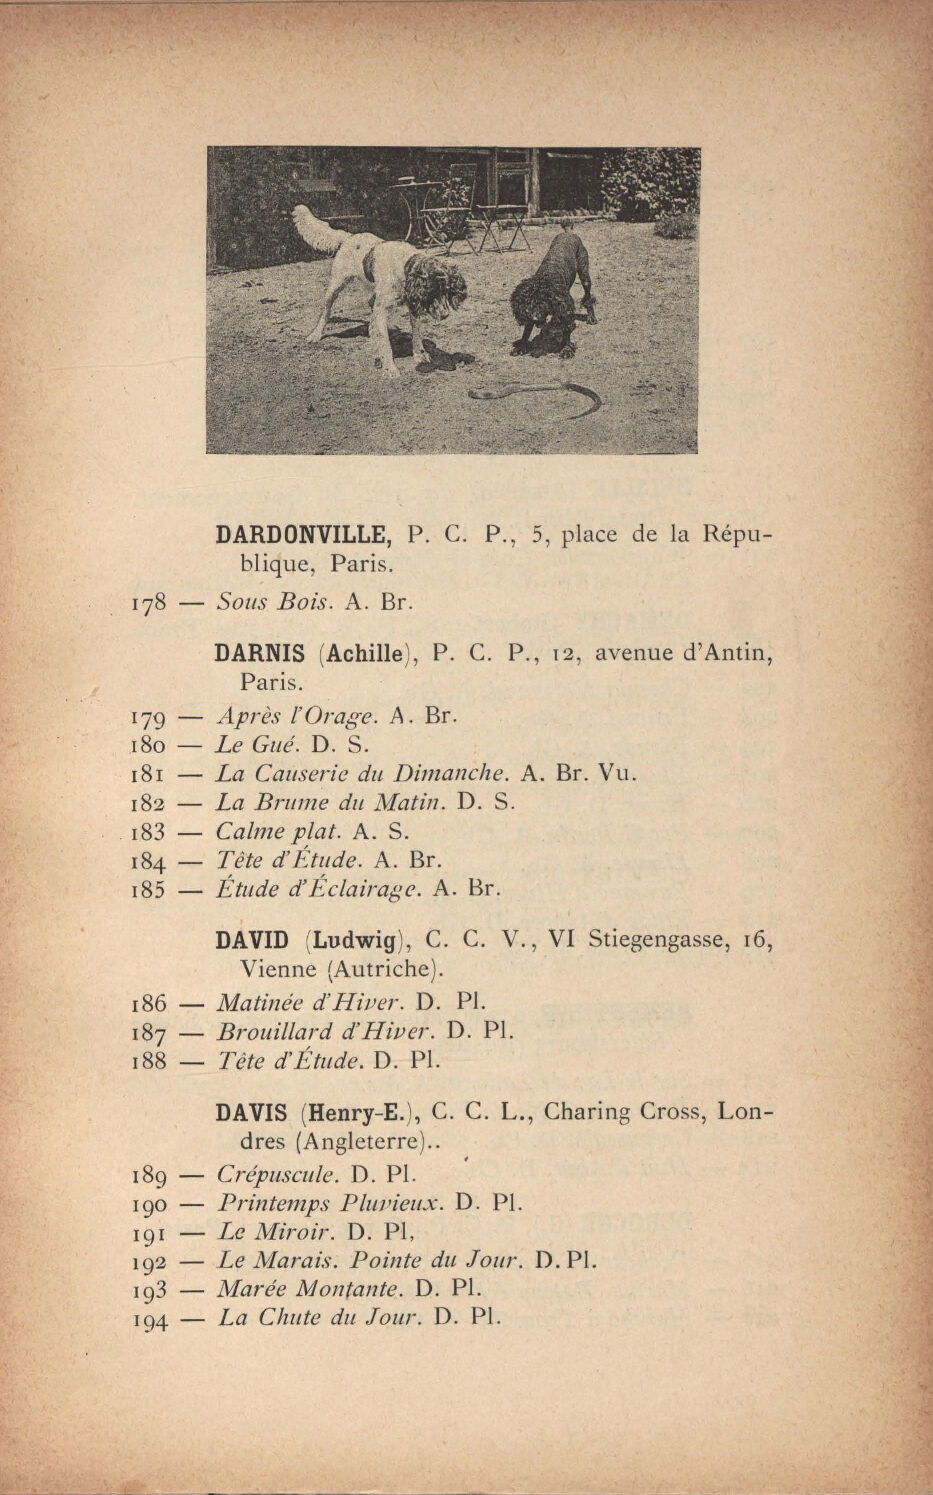 DARDONVILLE, P. C. P., 5, place de la Répu-
blique, Paris.
178 — Sous Bois. A. Br.
DARNIS (Achille), P. C. P., 12, avenue d'Antin,
Paris.
179 — Après l'Orage. A. Br.
180 — Le Gué. D. S.
181 — La Causerie du Dimanche. A. Br. Vu.
182 — La Brume du Matin. D. S.
183 — Calme plat. A. S.
184 — Tête d'Étude. A. Br.
185 — Étude d'Éclairage. A. Br.
DAVID (Ludwig), C. C. V., VI Stiegengasse, 16,
Vienne (Autriche).
186 — Matinée d'Hiver. D. Pl.
187 — Brouillard d'Hiver. D. Pl.
188 — Tête d'Étude. D. Pl.
DAVIS (Henry-E.), C. C. L., Charing Cross, Lon-
dres (Angleterre)..
189 — Crépuscule. D. Pl.
190 — Printemps Pluvieux. D. Pl.
191 — Le Miroir. D. Pl,
192 — Le Marais. Pointe du Jour. D. Pl.
193 — Marée Montante. D. Pl.
194 — La Chute du Jour. D. Pl.